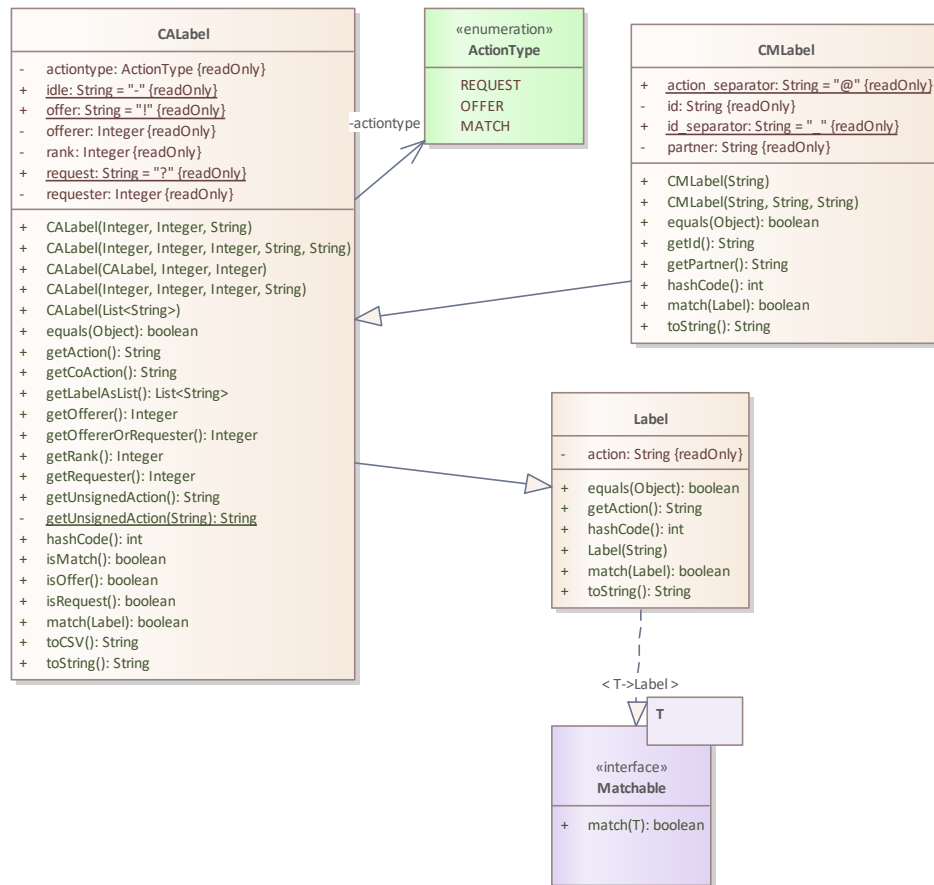 CALabel
- actiontype: ActionType {readOnly}
+ idle: String = "-" {readOnly}
+ offer: String = "!" {readOnly}
- offerer: Integer {readOnly}
- rank: Integer {readOnly}
+ request: String = "?" {readOnly}
- requester: Integer {readOnly}
+ CALabel(Integer, Integer, String)
+ CALabel(Integer, Integer, Integer, String, String)
+ CALabel(CALabel, Integer, Integer)
+ CALabel(Integer, Integer, Integer, String)
+ CALabel(List<String>)
+ equals(Object): boolean
+ getAction(): String
+ getCoAction(): String
+ getLabelAsList(): List<String>
+ getOfferer(): Integer
+ getOffererOrRequester(): Integer
+ getRank(): Integer
+ getRequester(): Integer
+ getUnsignedAction(): String
- getUnsignedAction(String): String
+ hashCode(): int
+ isMatch(): boolean
+ isOffer(): boolean
+ isRequest(): boolean
+ match(Label): boolean
+ toCSV(): String
+ toString(): String
-actiontype
«enumeration»
ActionType
REQUEST
OFFER
MATCH
CMLabel
+ action_separator: String = "@" {readOnly}
- id: String {readOnly}
+ id_separator: String = "_" {readOnly}
- partner: String {readOnly}
+ CMLabel(String)
+ CMLabel(String, String, String)
+ equals(Object): boolean
+ getId(): String
+ getPartner(): String
+ hashCode(): int
+ match(Label): boolean
+ toString(): String
Label
- action: String {readOnly}
+ equals(Object): boolean
+ getAction(): String
+ hashCode(): int
+ Label(String)
+ match(Label): boolean
+ toString(): String
< T->Label >
T
«interface»
Matchable
+ match(T): boolean